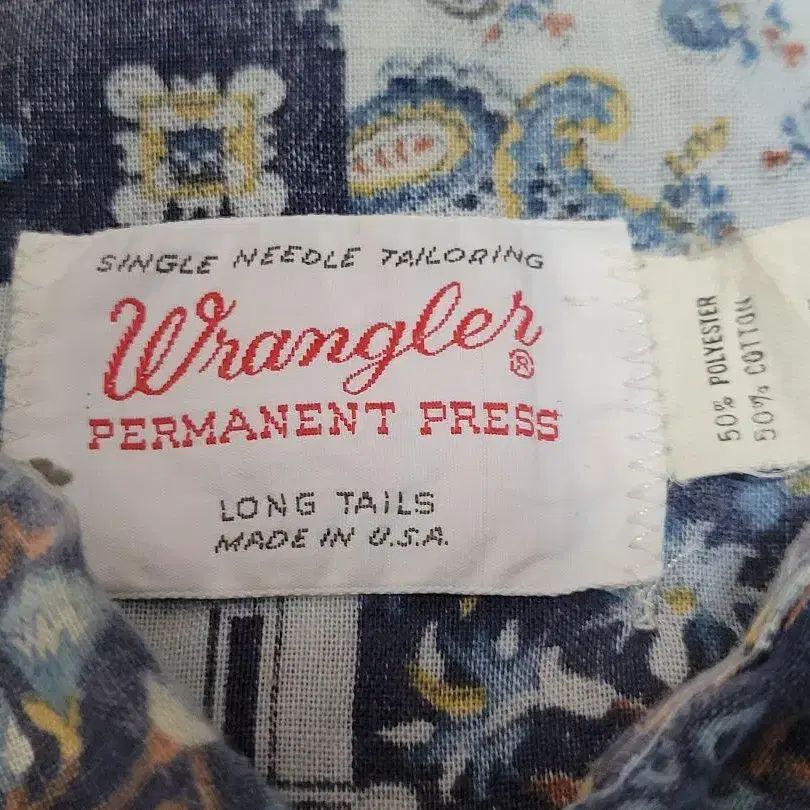 SINGLE NEEDLE TAILORING
Wrangler®
PERMANENT PRESS
LONG TAILS
MADE IN U.S.A.
50% POLYESTER
50% COTTON